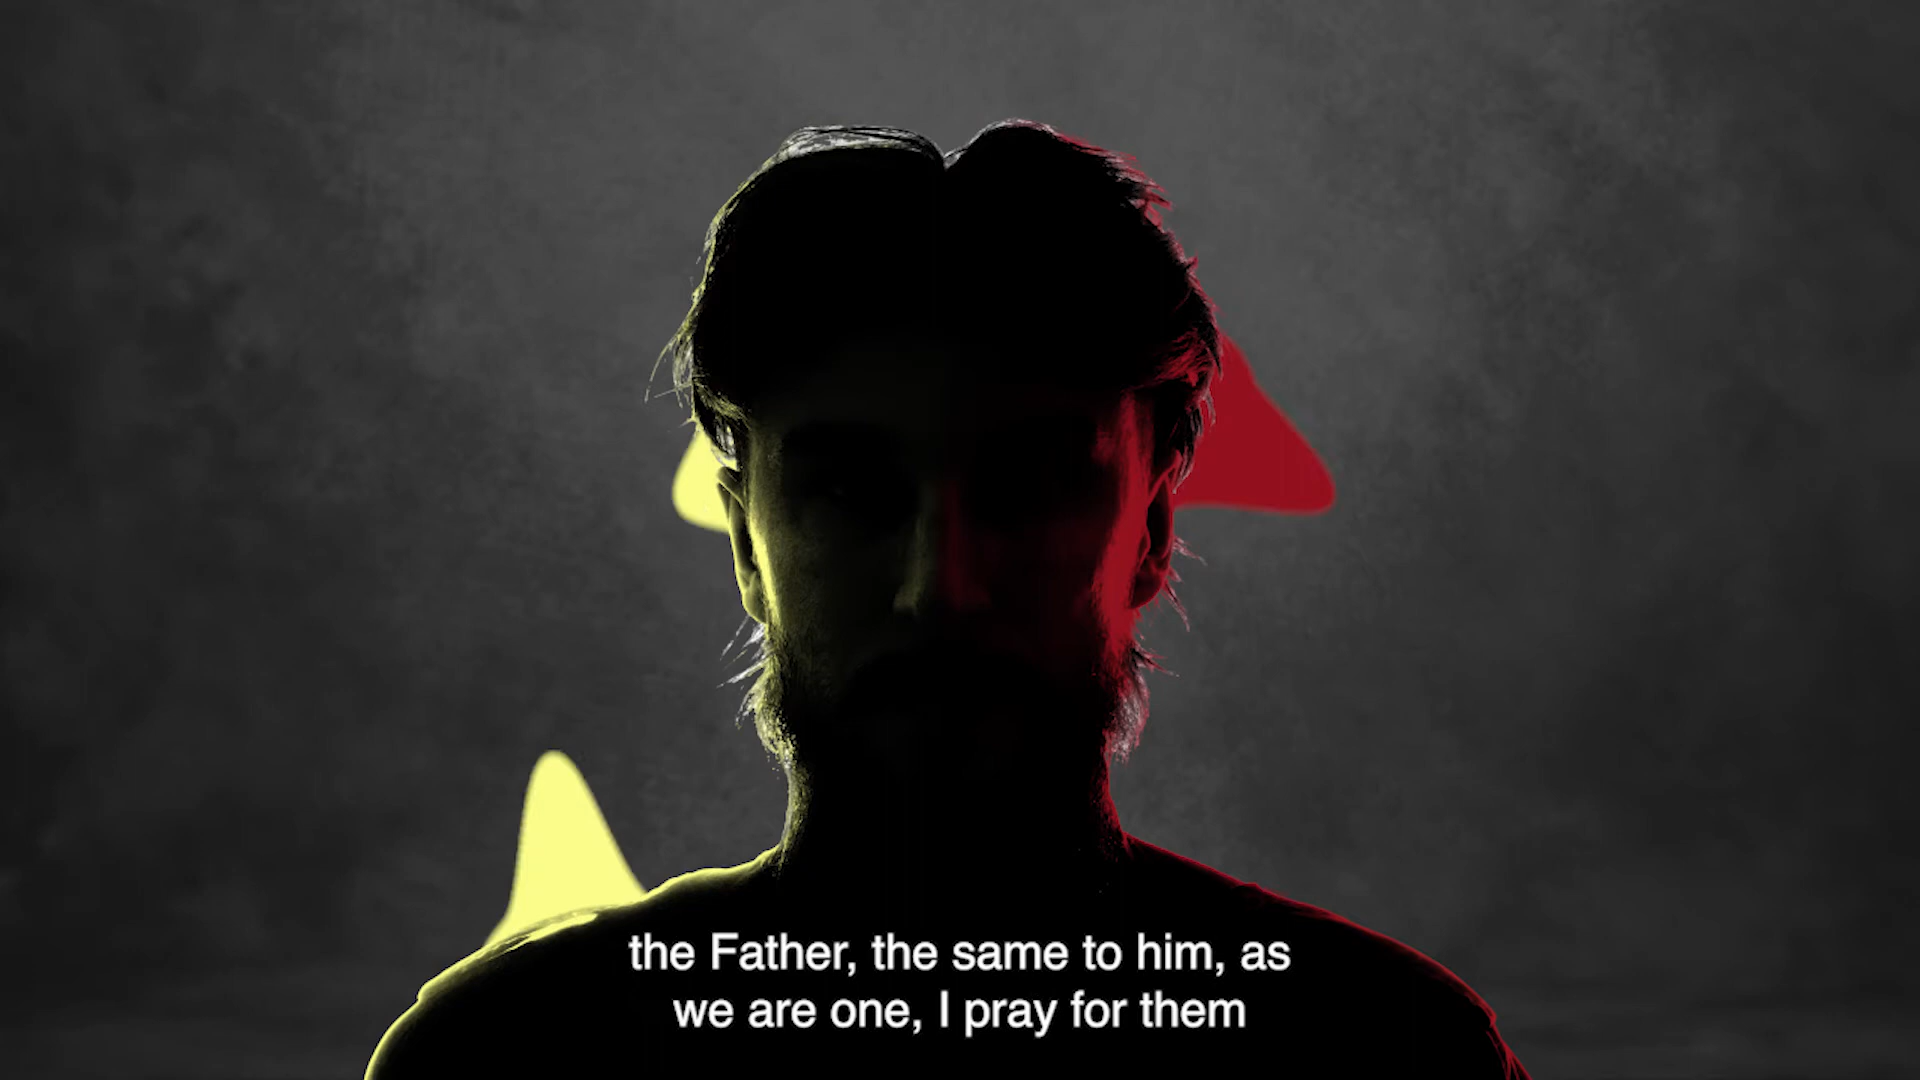 the Father, the same to him, as
we are one, I pray for them